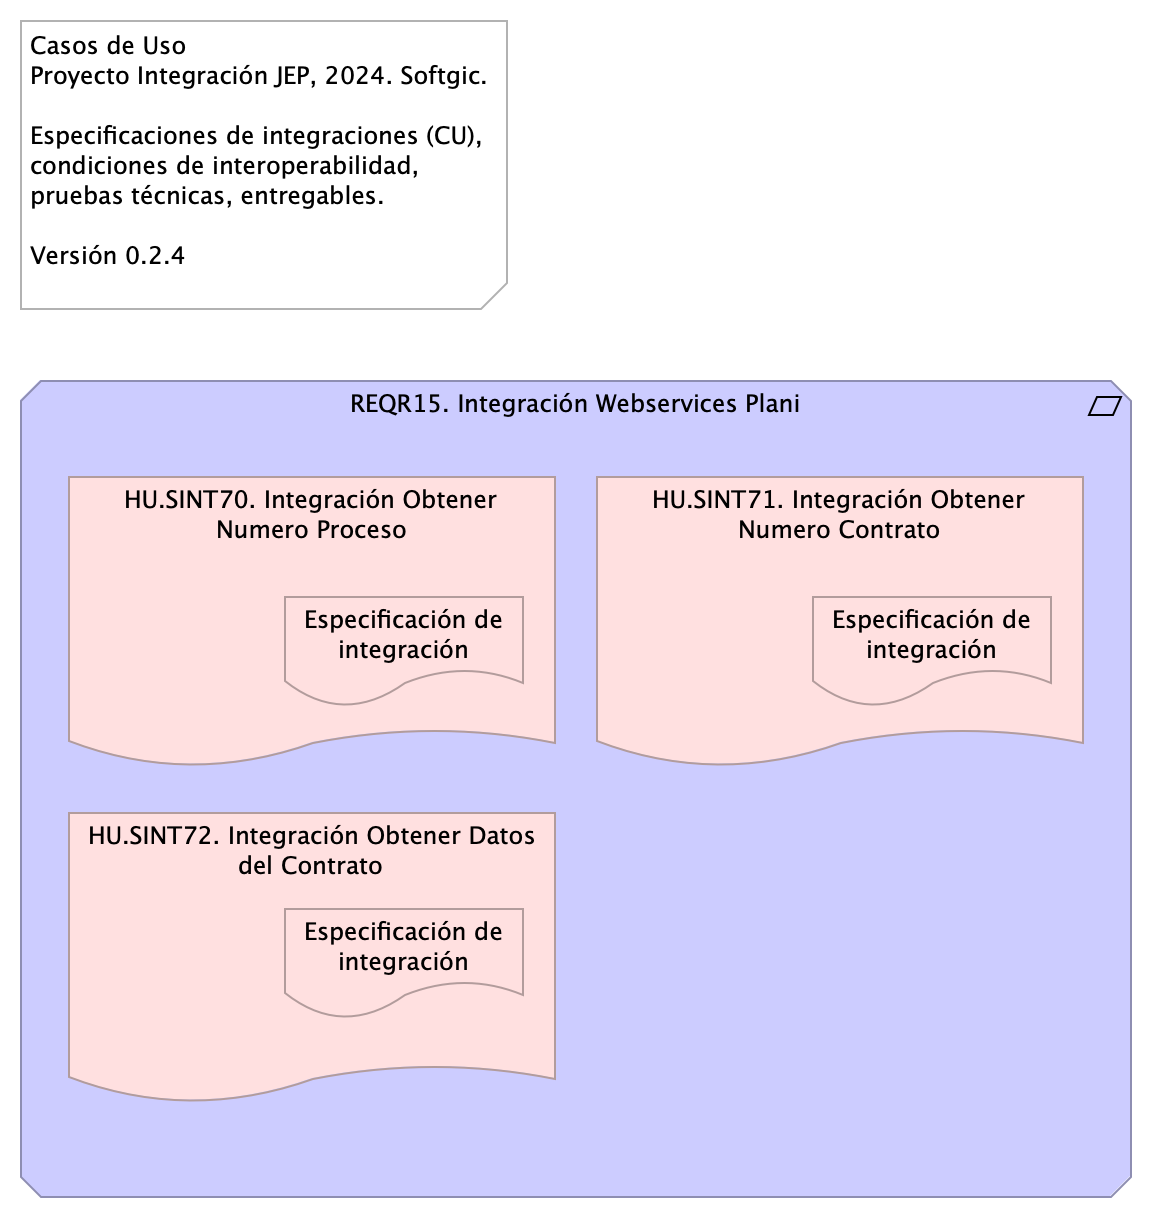 Casos de Uso
Proyecto Integración JEP, 2024. Softgic.
Especificaciones de integraciones (CU),
condiciones de interoperabilidad,
pruebas técnicas, entregables.
Versión 0.2.4
REQR15. Integración Webservices Plani
HU.SINT70. Integración Obtener
Numero Proceso
Especificación de
integración
HU.SINT71. Integración Obtener
Numero Contrato
Especificación de
integración
HU.SINT72. Integración Obtener Datos
del Contrato
Especificación de
integración